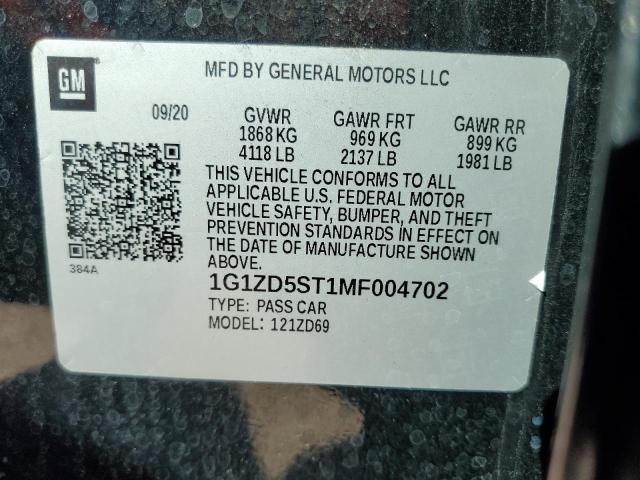 GM
MFD BY GENERAL MOTORS LLC
09/20
GVWR GAWR FRT GAWR RR
1868 KG 969 KG 899 KG
4118 LB 2137 LB 1981 LB
THIS VEHICLE CONFORMS TO ALL
APPLICABLE U.S. FEDERAL MOTOR
VEHICLE SAFETY, BUMPER, AND THEFT
PREVENTION STANDARDS IN EFFECT ON
THE DATE OF MANUFACTURE SHOWN
ABOVE.
384A
1G1ZD5ST1MF004702
TYPE: PASS CAR
MODEL: 121ZD69